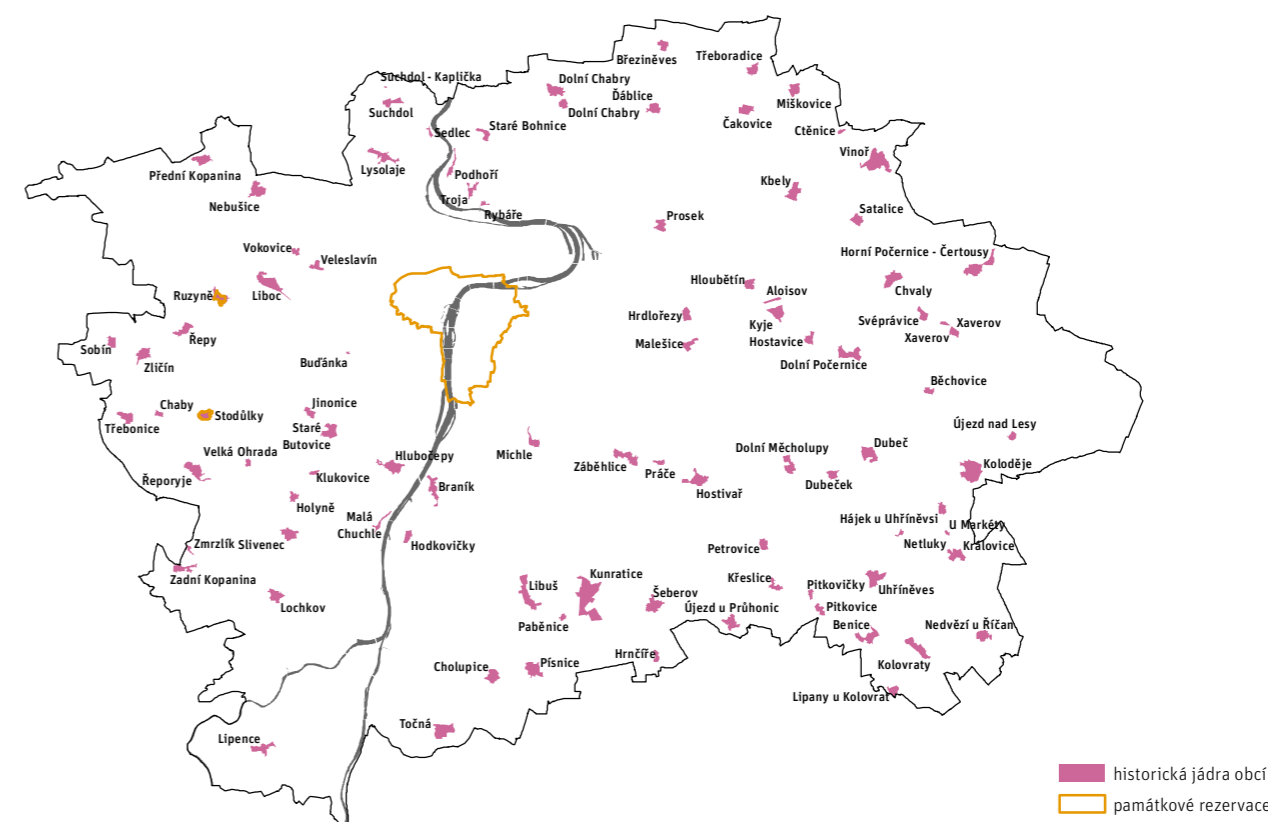 Březiněves
Třeboradice
Suchdol - Kaplička
Dolní Chabry
Ďáblice
Suchdol
Dolní Chabry
Miškovice
Čakovice
Sedlec
Staré Bohnice
Ctěnice
Vinoř
Lysolaje
Přední Kopanina
Podhoří
Kbely
Troja
Nebušice
Rybáře
Prosek
Satalice
Vokovice
Veleslavín
Horní Počernice - Čertousy
Hloubětín
Chvaly
Ruzyně
Liboc
Aloisov
Hrdlořezy
Kyje
Svépravice
Xaverov
Řepy
Hostavice
Xaverov
Sobín
Malešice
Zličín
Buďánka
Dolní Počernice
Běchovice
Chaby
Jinonice
Stodůlky
Třebonice
Staré
Butovice
Újezd nad Lesy
Velká Ohrada
Hlubočepy
Michle
Dolní Měcholupy
Dubeč
Záběhlice
Práče
Koloděje
Řeporyje
Klukovice
Hostivař
Dubeček
Braník
Holyně
Malá
Chuchle
Hájek u Uhříněvsi
U Markéty
Zmrzlík
Slivenec
Hodkovičky
Petrovice
Netluky
Královice
Zadní Kopanina
Kunratice
Křeslice
Pitkovičky
Libuš
Šeberov
Uhříněves
Lochkov
Újezd u Průhonic
Pitkovice
Paběnice
Benice
Nedvězí u Říčan
Hrnčíře
Cholupice
Písnice
Kolovraty
Lipany u Kolovrat
Točná
Lipence
historická jádra obcí
památkové rezervace